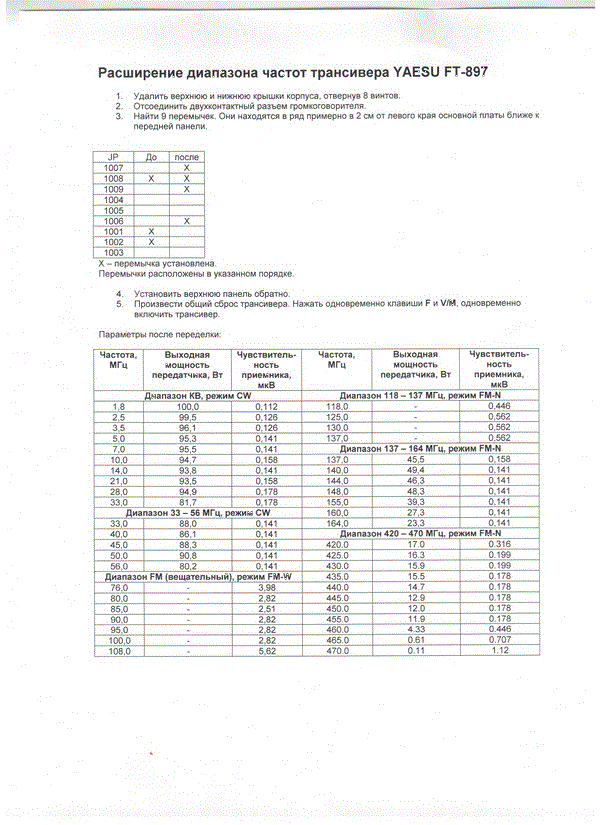 Расширение диапазона частот трансивера YAESU FT-897
1. Удалить верхнюю и нижнюю крышки корпуса, отвернув 8 винтов.
2. Отсоединить двухконтактный разъем громкоговорителя.
3. Найти 9 перемычек. Они находятся в ряд примерно в 2 см от левого края основной платы ближе к
передней панели.
JP До после
1007 X
1008 X X
1009 X
1004
1005
1006 X
1001 X
1002 X
1003
X – перемычка установлена.
Перемычки расположены в указанном порядке.
4. Установить верхнюю панель обратно.
5. Произвести общий сброс трансивера. Нажать одновременно клавиши F и V/M, одновременно
включить трансивер.
Параметры после переделки:
Частота, Выходная Чувствитель- Частота, Выходная Чувствитель-
МГц мощность ность МГц мощность ность
передатчика, Вт приемника, передатчика, Вт приемника,
мкВ мкВ
Диапазон КВ, режим CW Диапазон 118 – 137 МГц, режим FM-N
1,8 100,0 0,112 118,0 - 0,446
2,5 99,5 0,126 125,0 - 0,562
3,5 96,1 0,126 130,0 - 0,562
5,0 95,3 0,141 137,0 - 0,562
7,0 95,5 0,141 Диапазон 137 – 164 МГц, режим FM-N
10,0 94,7 0,158 137,0 45,5 0,158
14,0 93,8 0,141 140,0 49,4 0,141
21,0 93,5 0,158 144,0 46,3 0,141
28,0 94,9 0,178 148,0 48,3 0,141
33,0 81,7 0,178 155,0 39,3 0,141
Диапазон 33 – 56 МГц, режим CW 160,0 27,3 0,141
33,0 88,0 0,141 164,0 23,3 0,141
40,0 86,1 0,141 Диапазон 420 – 470 МГц, режим FM-N
45,0 88,3 0,141 420.0 17.0 0.316
50,0 90,8 0,141 425.0 16.3 0.199
56,0 80,2 0,141 430.0 15.9 0.199
Диапазон FM (вещательный), режим FM-W 435.0 15.5 0.178
76,0 - 3,98 440.0 14.7 0.178
80,0 - 2,82 445.0 12.9 0.178
85,0 - 2,51 450.0 12.0 0.178
90,0 - 2,82 455.0 11.9 0.178
95,0 - 2,82 460.0 4.33 0.446
100,0 - 2,82 465.0 0.61 0.707
108,0 - 5,62 470.0 0.11 1.12